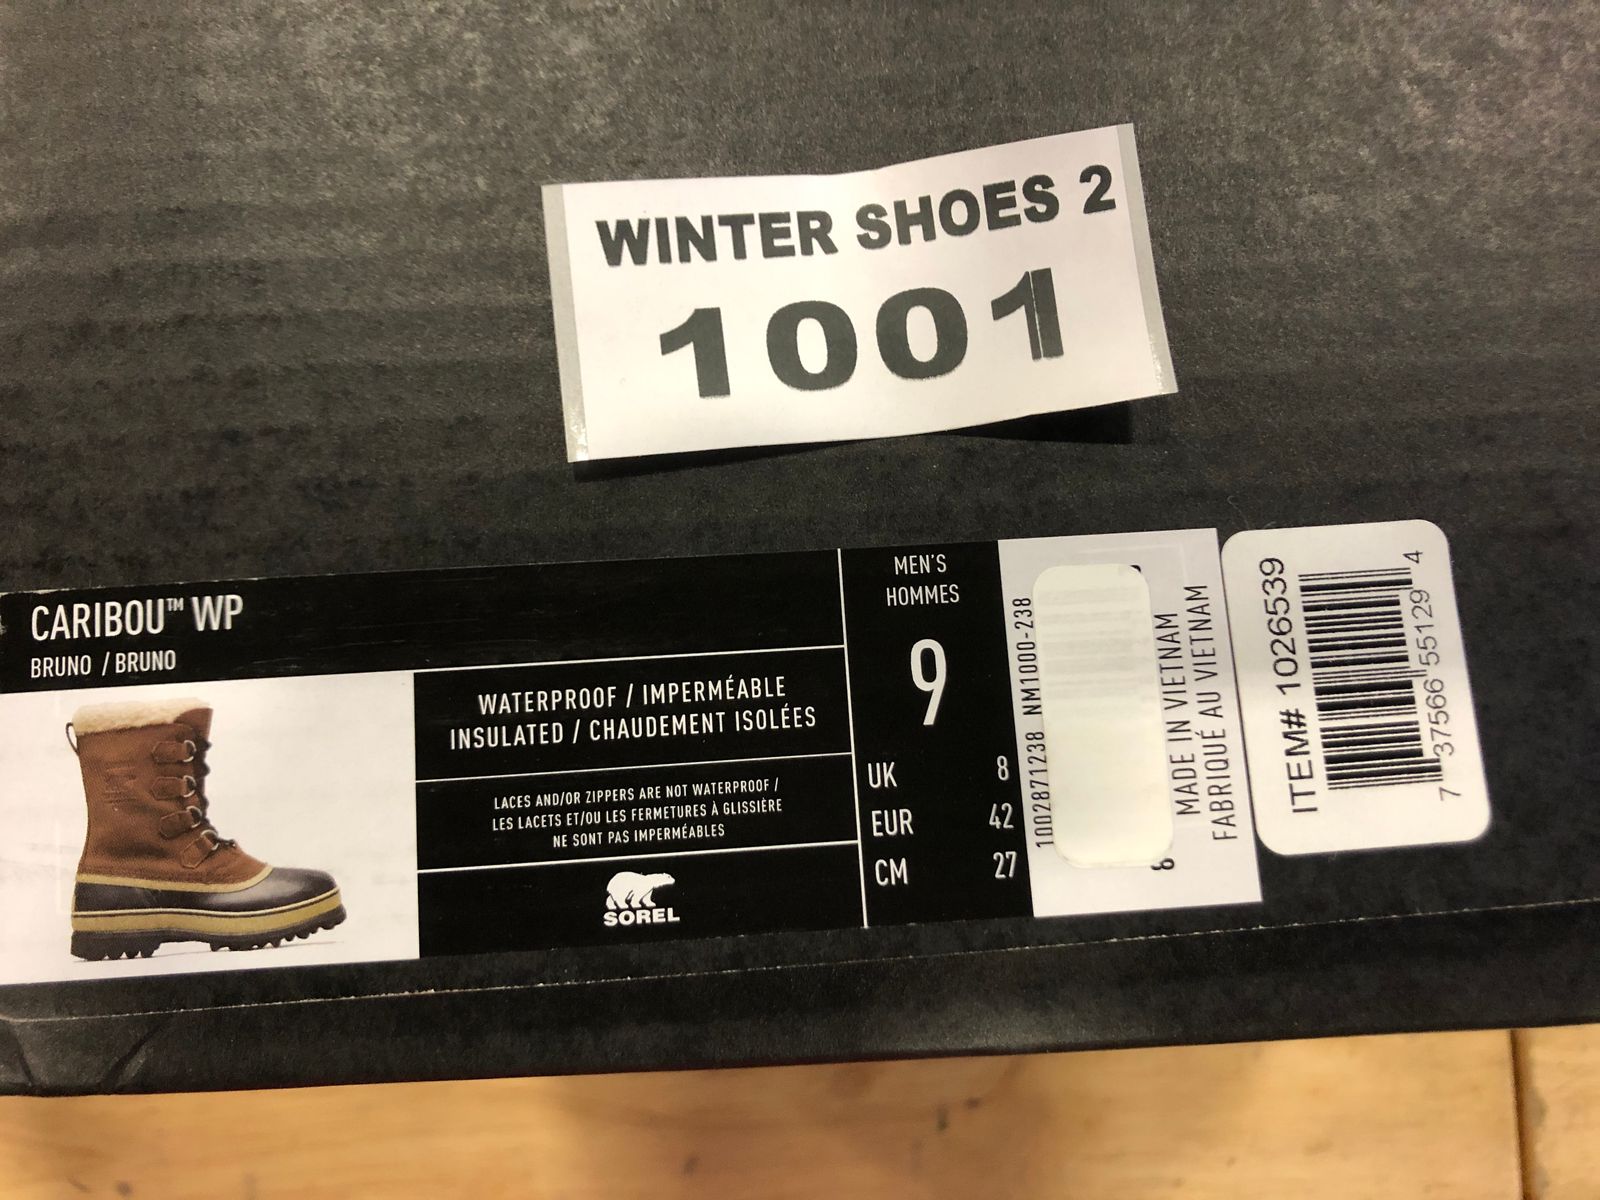 WINTER SHOES 2
1001
CARIBOU™ WP
BRUNO / BRUNO
WATERPROOF / IMPERMÉABLE
INSULATED / CHAUDEMENT ISOLÉES
LACES AND/OR ZIPPERS ARE NOT WATERPROOF /
LES LACETS ET/OU LES FERMETURES À GLISSIÈRE
NE SONT PAS IMPERMÉABLES
SOREL
MEN'S
HOMMES
9
UK 8
EUR 42
CM 27
1002871238 NM1000-238
8
MADE IN VIETNAM
FABRIQUÉ AU VIETNAM
ITEM# 1026539
7 37566 55129 4